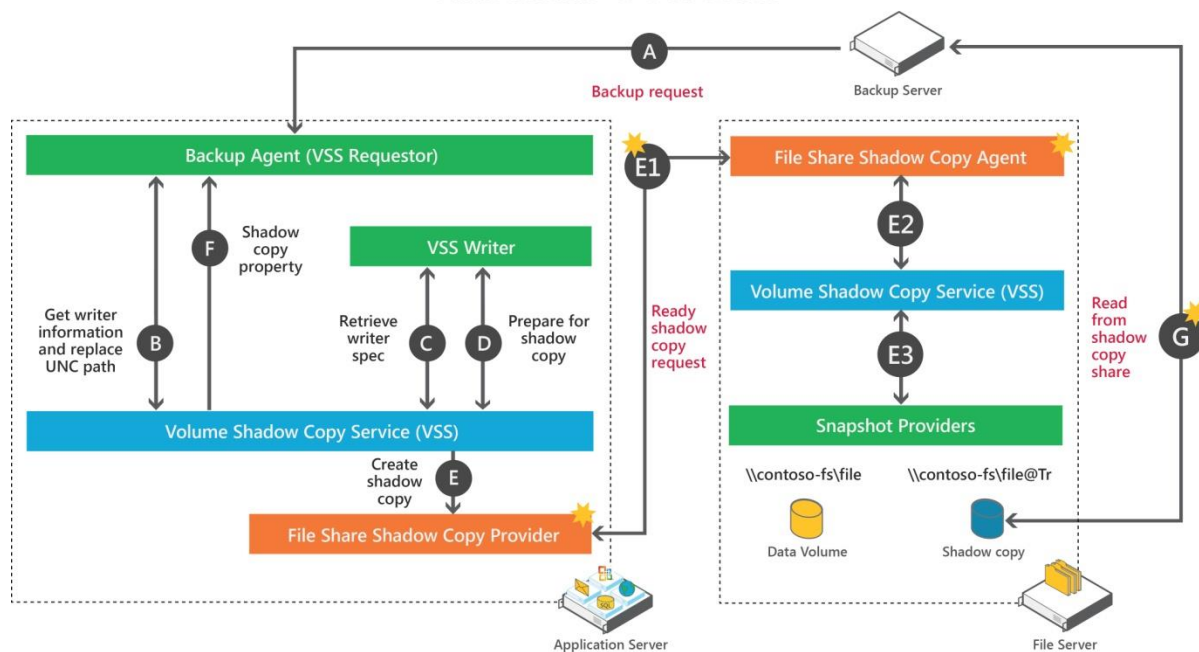 A
Backup request
Backup Server
Backup Agent (VSS Requestor)
F
Shadow
copy
property
VSS Writer
Get writer
information
and replace
UNC path
B
Retrieve
writer
spec
C
D
Prepare for
shadow
copy
Volume Shadow Copy Service (VSS)
Create
shadow
copy
E
File Share Shadow Copy Provider
Application Server
E1
Ready
shadow
copy
request
File Share Shadow Copy Agent
E2
Volume Shadow Copy Service (VSS)
E3
Snapshot Providers
\\contoso-fs\file
\\contoso-fs\file@Tr
Data Volume
Shadow copy
File Server
Read
from
shadow
copy
share
G
SQL